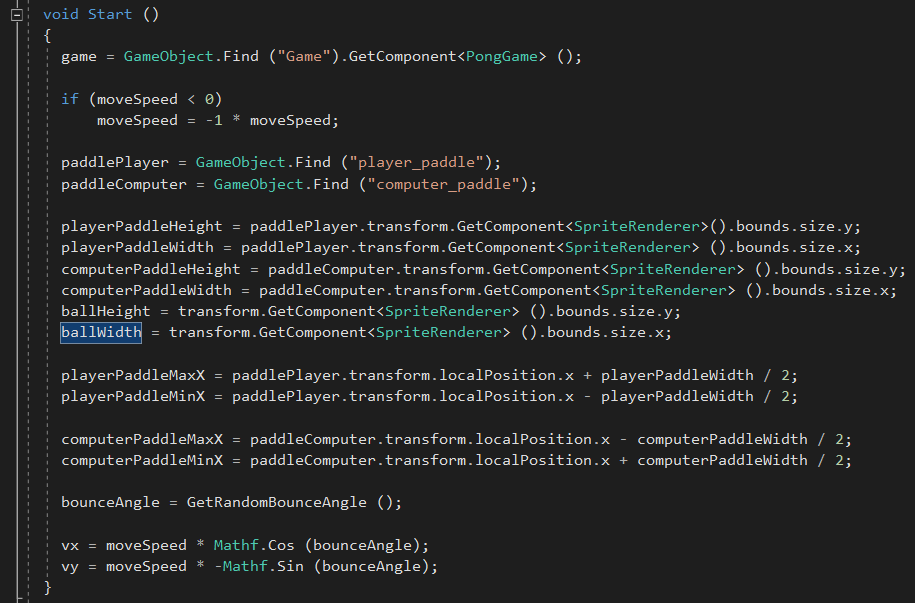 void Start ()
{
game = GameObject.Find ("Game").GetComponent<PongGame> ();
if (moveSpeed < 0)
moveSpeed = -1 * moveSpeed;
paddlePlayer = GameObject.Find ("player_paddle");
paddleComputer = GameObject.Find ("computer_paddle");
playerPaddleHeight = paddlePlayer.transform.GetComponent<SpriteRenderer>().bounds.size.y;
playerPaddleWidth = paddlePlayer.transform.GetComponent<SpriteRenderer> ().bounds.size.x;
computerPaddleHeight = paddleComputer.transform.GetComponent<SpriteRenderer> ().bounds.size.y;
computerPaddleWidth = paddleComputer.transform.GetComponent<SpriteRenderer> ().bounds.size.x;
ballHeight = transform.GetComponent<SpriteRenderer> ().bounds.size.y;
ballWidth = transform.GetComponent<SpriteRenderer> ().bounds.size.x;
playerPaddleMaxX = paddlePlayer.transform.localPosition.x + playerPaddleWidth / 2;
playerPaddleMinX = paddlePlayer.transform.localPosition.x - playerPaddleWidth / 2;
computerPaddleMaxX = paddleComputer.transform.localPosition.x - computerPaddleWidth / 2;
computerPaddleMinX = paddleComputer.transform.localPosition.x + computerPaddleWidth / 2;
bounceAngle = GetRandomBounceAngle ();
vx = moveSpeed * Mathf.Cos (bounceAngle);
vy = moveSpeed * -Mathf.Sin (bounceAngle);
}